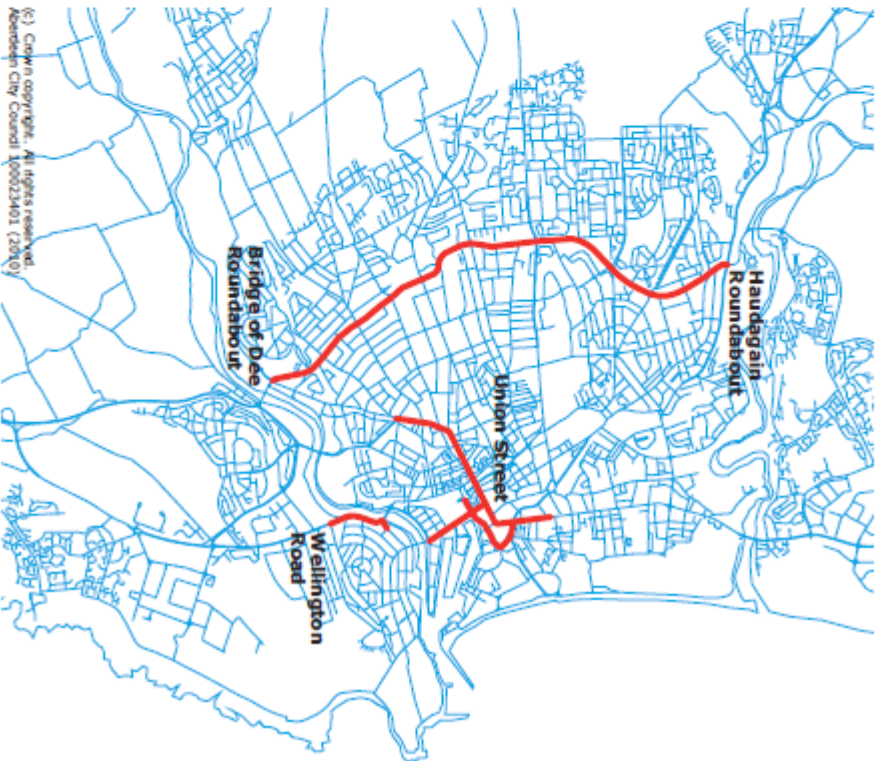 Haudagain
Roundabout
Union Street
Bridge of Dee
Roundabout
Wellington
Road
(c) Crown copyright. All rights reserved.
Aberdeen City Council 100023401 (2010)